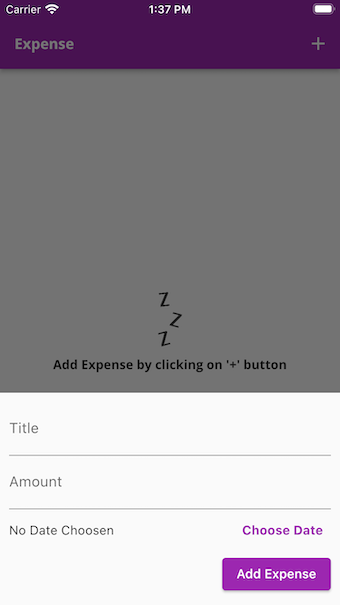 Carrier 1:37 PM
Expense +
Z
Z
Z
Add Expense by clicking on '+' button
Title
Amount
No Date Choosen Choose Date
Add Expense